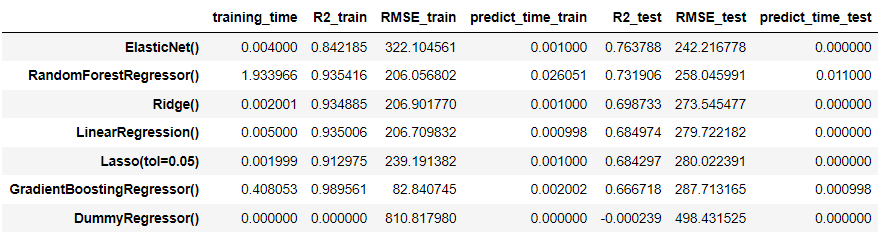 training_time R2_train RMSE_train predict_time_train R2_test RMSE_test predict_time_test
ElasticNet() 0.004000 0.842185 322.104561 0.001000 0.763788 242.216778 0.000000
RandomForestRegressor() 1.933966 0.935416 206.056802 0.026051 0.731906 258.045991 0.011000
Ridge() 0.002001 0.934885 206.901770 0.001000 0.698733 273.545477 0.000000
LinearRegression() 0.005000 0.935006 206.709832 0.000998 0.684974 279.722182 0.000000
Lasso(tol=0.05) 0.001999 0.912975 239.191382 0.001000 0.684297 280.022391 0.000000
GradientBoostingRegressor() 0.408053 0.989561 82.840745 0.002002 0.666718 287.713165 0.000998
DummyRegressor() 0.000000 0.000000 810.817980 0.000000 -0.000239 498.431525 0.000000